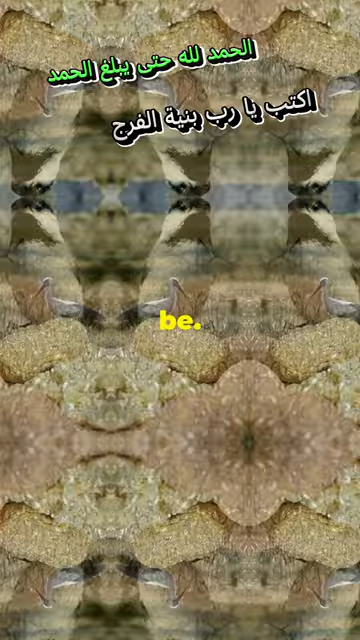 الحمد لله حتى يبلغ الحمد
اكتب يا رب بنية الفرج
be.